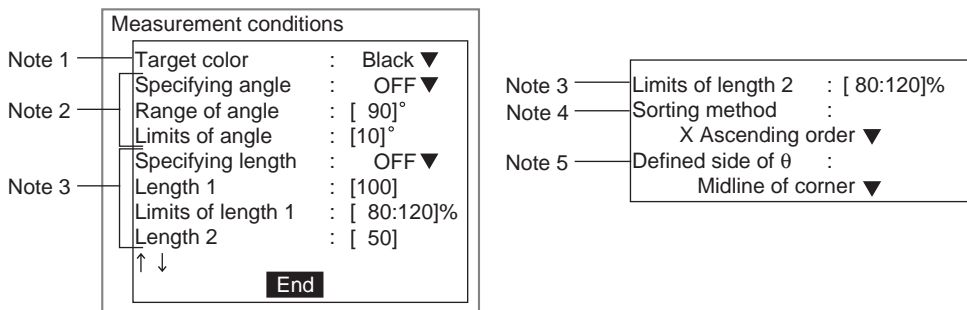 Measurement conditions
Note 1
Target color : Black ▼
Specifying angle : OFF ▼
Note 2
Range of angle : [ 90]°
Limits of angle : [10]°
Specifying length : OFF ▼
Note 3
Length 1 : [100]
Limits of length 1 : [ 80:120]%
Length 2 : [ 50]
↑ ↓
End
Note 3
Limits of length 2 : [ 80:120]%
Note 4
Sorting method :
X Ascending order ▼
Note 5
Defined side of θ :
Midline of corner ▼